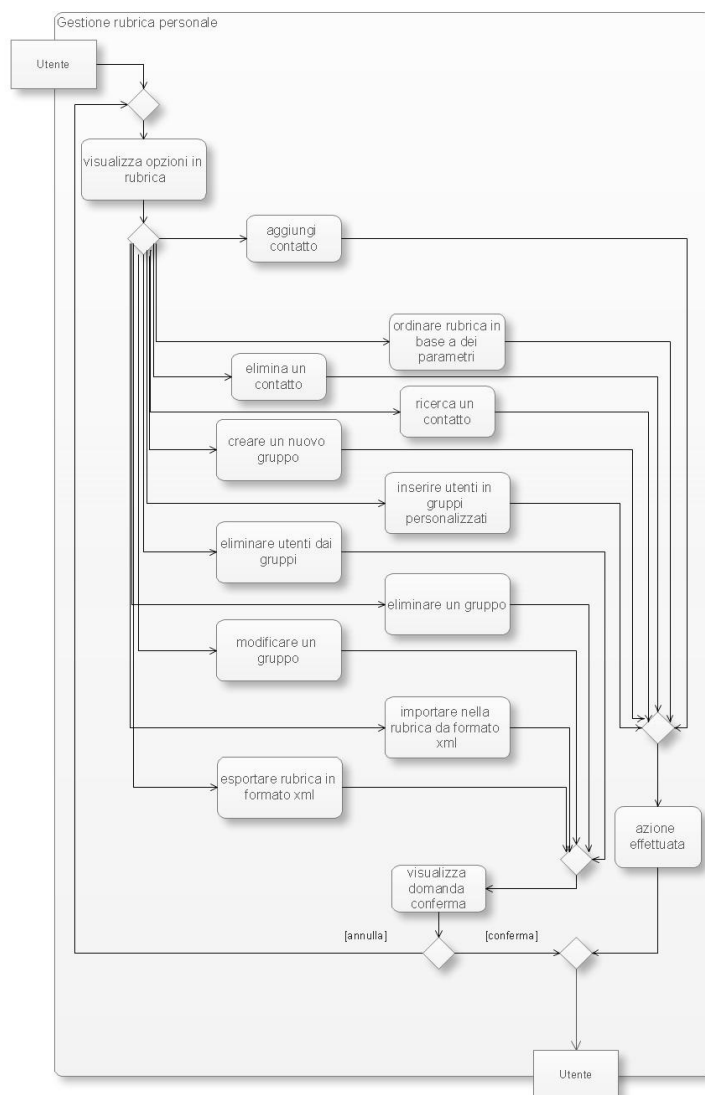 Gestione rubrica personale
Utente
visualizza opzioni in
rubrica
aggiungi
contatto
ordinare rubrica in
base a dei
parametri
elimina un
contatto
ricerca un
contatto
creare un nuovo
gruppo
inserire utenti in
gruppi
personalizzati
eliminare utenti dai
gruppi
eliminare un gruppo
modificare un
gruppo
importare nella
rubrica da formato
xml
esportare rubrica in
formato xml
azione
effettuata
visualizza
domanda
conferma
[annulla]
[conferma]
Utente